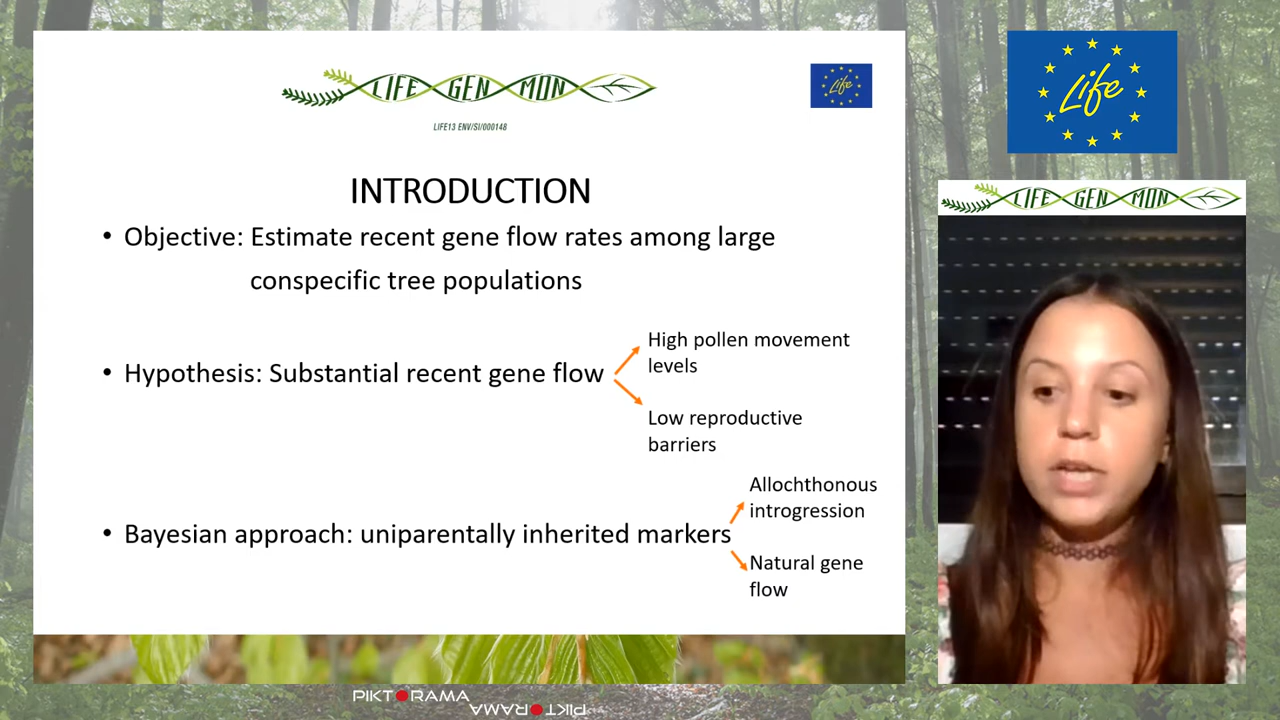 LIFE GEN MON
LIFE13 ENV/SI/000148
Life
INTRODUCTION
• Objective: Estimate recent gene flow rates among large
conspecific tree populations
• Hypothesis: Substantial recent gene flow
High pollen movement
levels
Low reproductive
barriers
• Bayesian approach: uniparentally inherited markers
Allochthonous
introgression
Natural gene
flow
Life
LIFE GEN MON
PIKTORAMA
PIKTORAMA